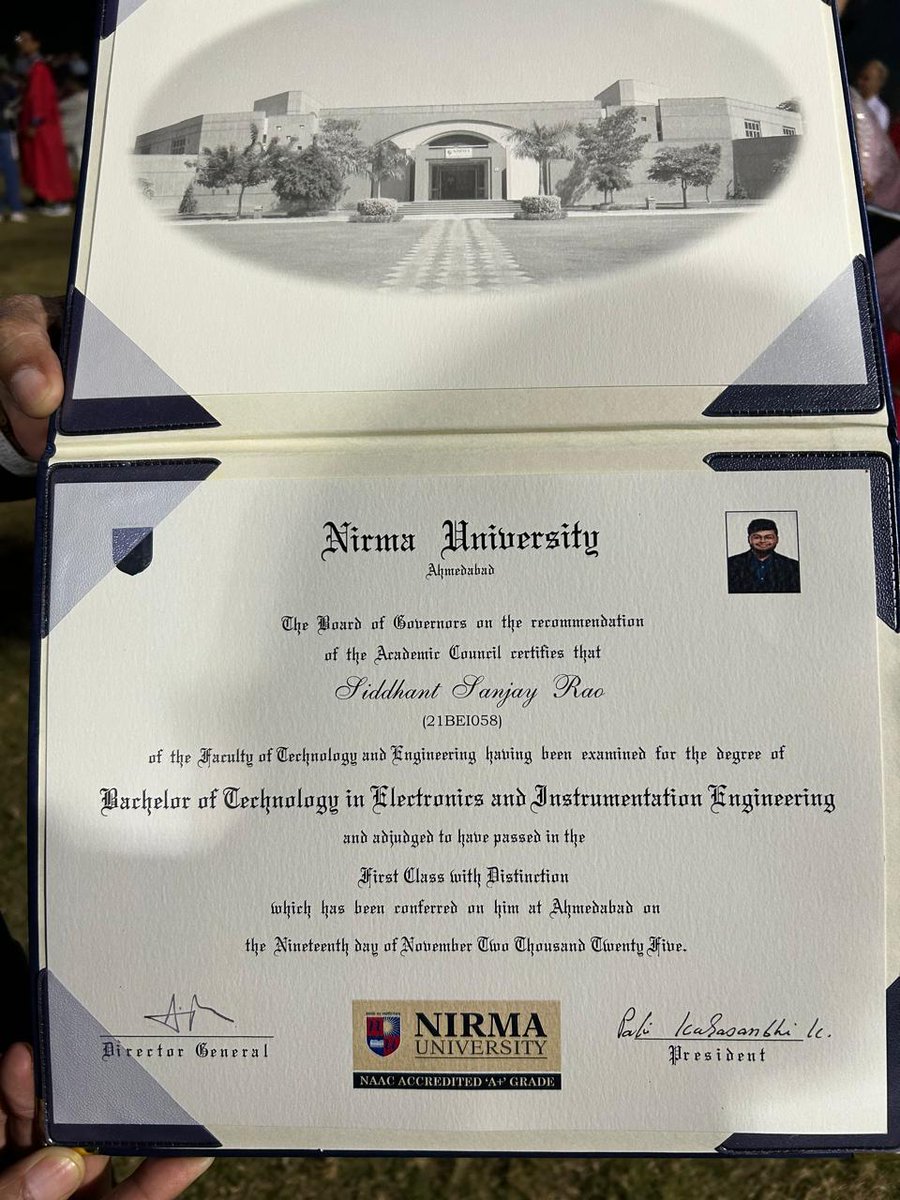 NIRMA
Nirma University
Ahmedabad
The Board of Governors on the recommendation
of the Academic Council certifies that
Siddhant Sanjay Rao
(21BEI058)
of the Faculty of Technology and Engineering having been examined for the degree of
Bachelor of Technology in Electronics and Instrumentation Engineering
and adjudged to have passed in the
First Class with Distinction
which has been conferred on him at Ahmedabad on
the Nineteenth day of November Two Thousand Twenty Five.
Director General
NIRMA
UNIVERSITY
NAAC ACCREDITED 'A+' GRADE
President